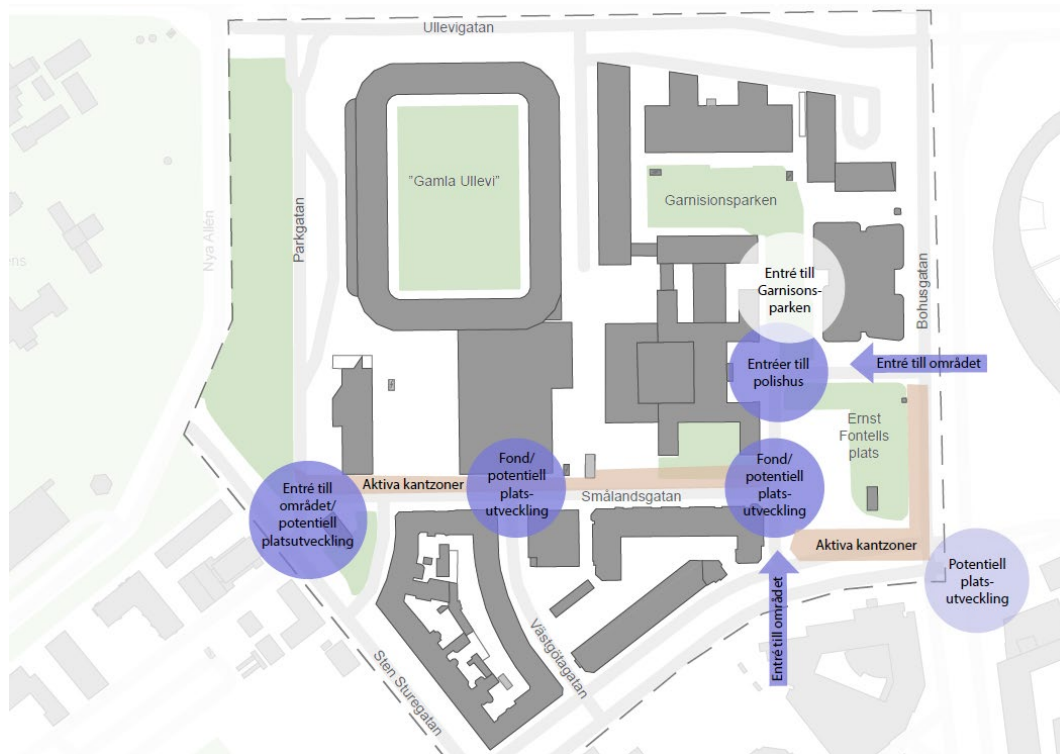 Ullevigatan
"Gamla Ullevi"
Garnisionsparken
Nya Allén
Parkgatan
Bohusgatan
Entré till
Garnisons-
parken
Entréer till
polishus
Entré till området
Ernst
Fontells
plats
Entré till
området/
potentiell
platsutveckling
Aktiva kantzoner
Fond/
potentiell
plats-
utveckling
Smålandsgatan
Fond/
potentiell
plats-
utveckling
Aktiva kantzoner
Potentiell
plats-
utveckling
Entré till området
Västgötagatan
Sten Sturegatan